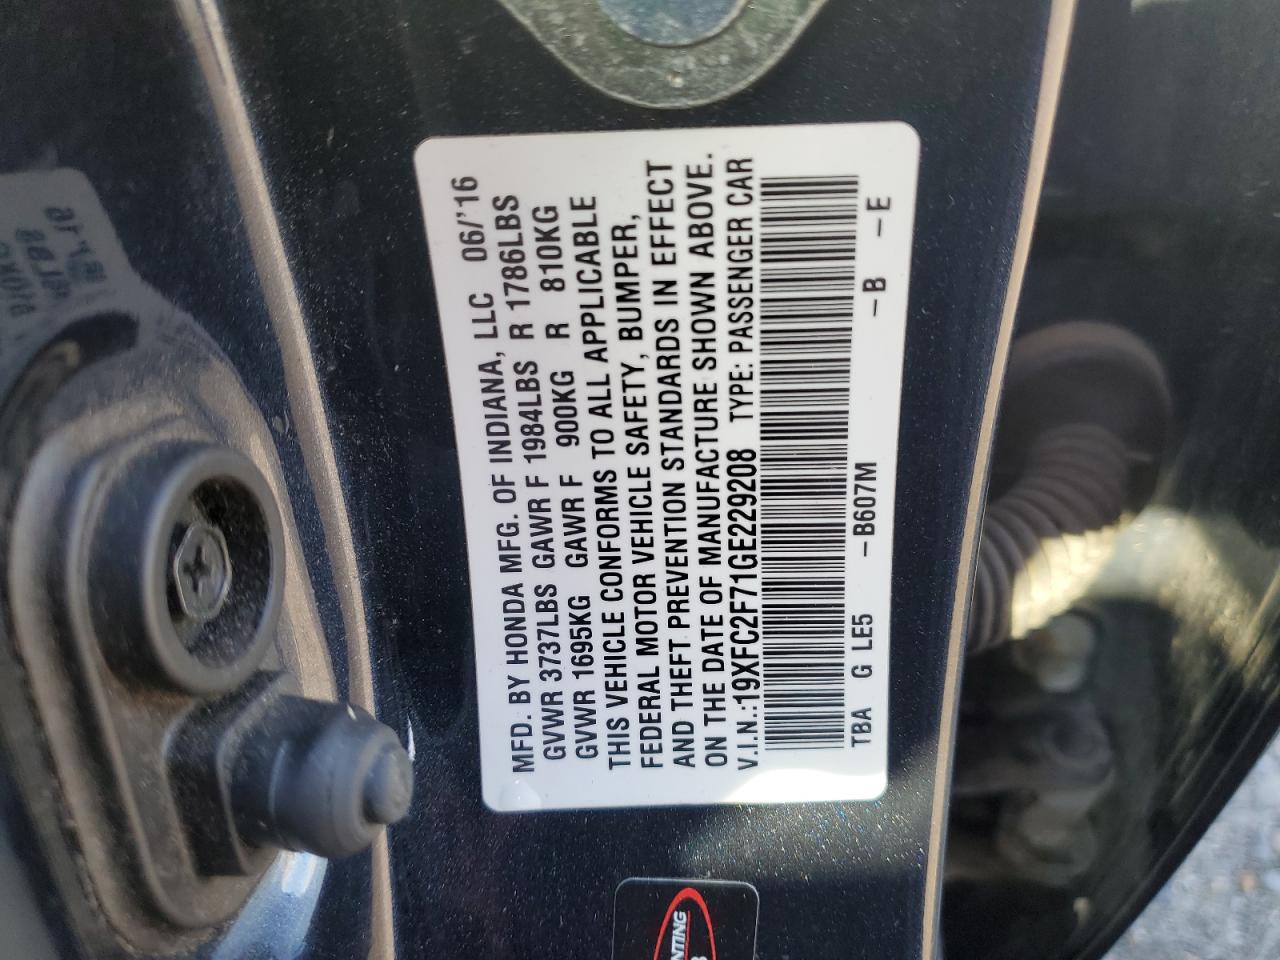 MFD. BY HONDA MFG. OF INDIANA, LLC 06/'16
GVWR 3737LBS GAWR F 1984LBS R 1786LBS
GVWR 1695KG GAWR F 900KG R 810KG
THIS VEHICLE CONFORMS TO ALL APPLICABLE
FEDERAL MOTOR VEHICLE SAFETY, BUMPER,
AND THEFT PREVENTION STANDARDS IN EFFECT
ON THE DATE OF MANUFACTURE SHOWN ABOVE.
V.I.N.:19XFC2F71GE229208 TYPE: PASSENGER CAR
TBA G LE5 -B607M -B -E